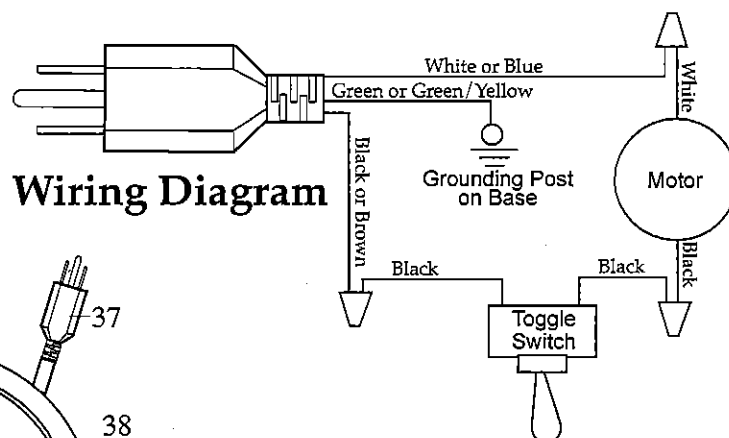 White or Blue
Green or Green/Yellow
White
Wiring Diagram
Black or Brown
Grounding Post
on Base
Motor
Black
Black
Black
Toggle
Switch
37
38